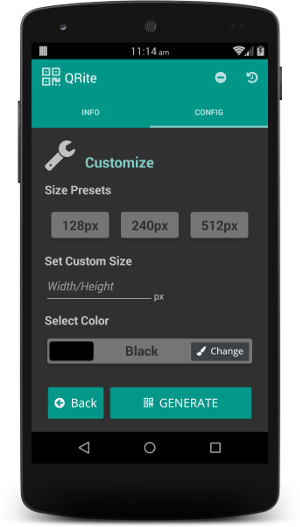 11:14 am
QRite
INFO
CONFIG
Customize
Size Presets
128px 240px 512px
Set Custom Size
Width/Height px
Select Color
Black Change
Back GENERATE